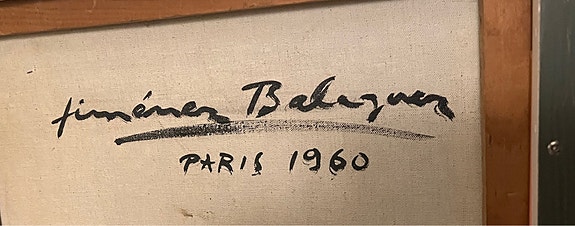 Jiménez Balaguer
PARIS 1960